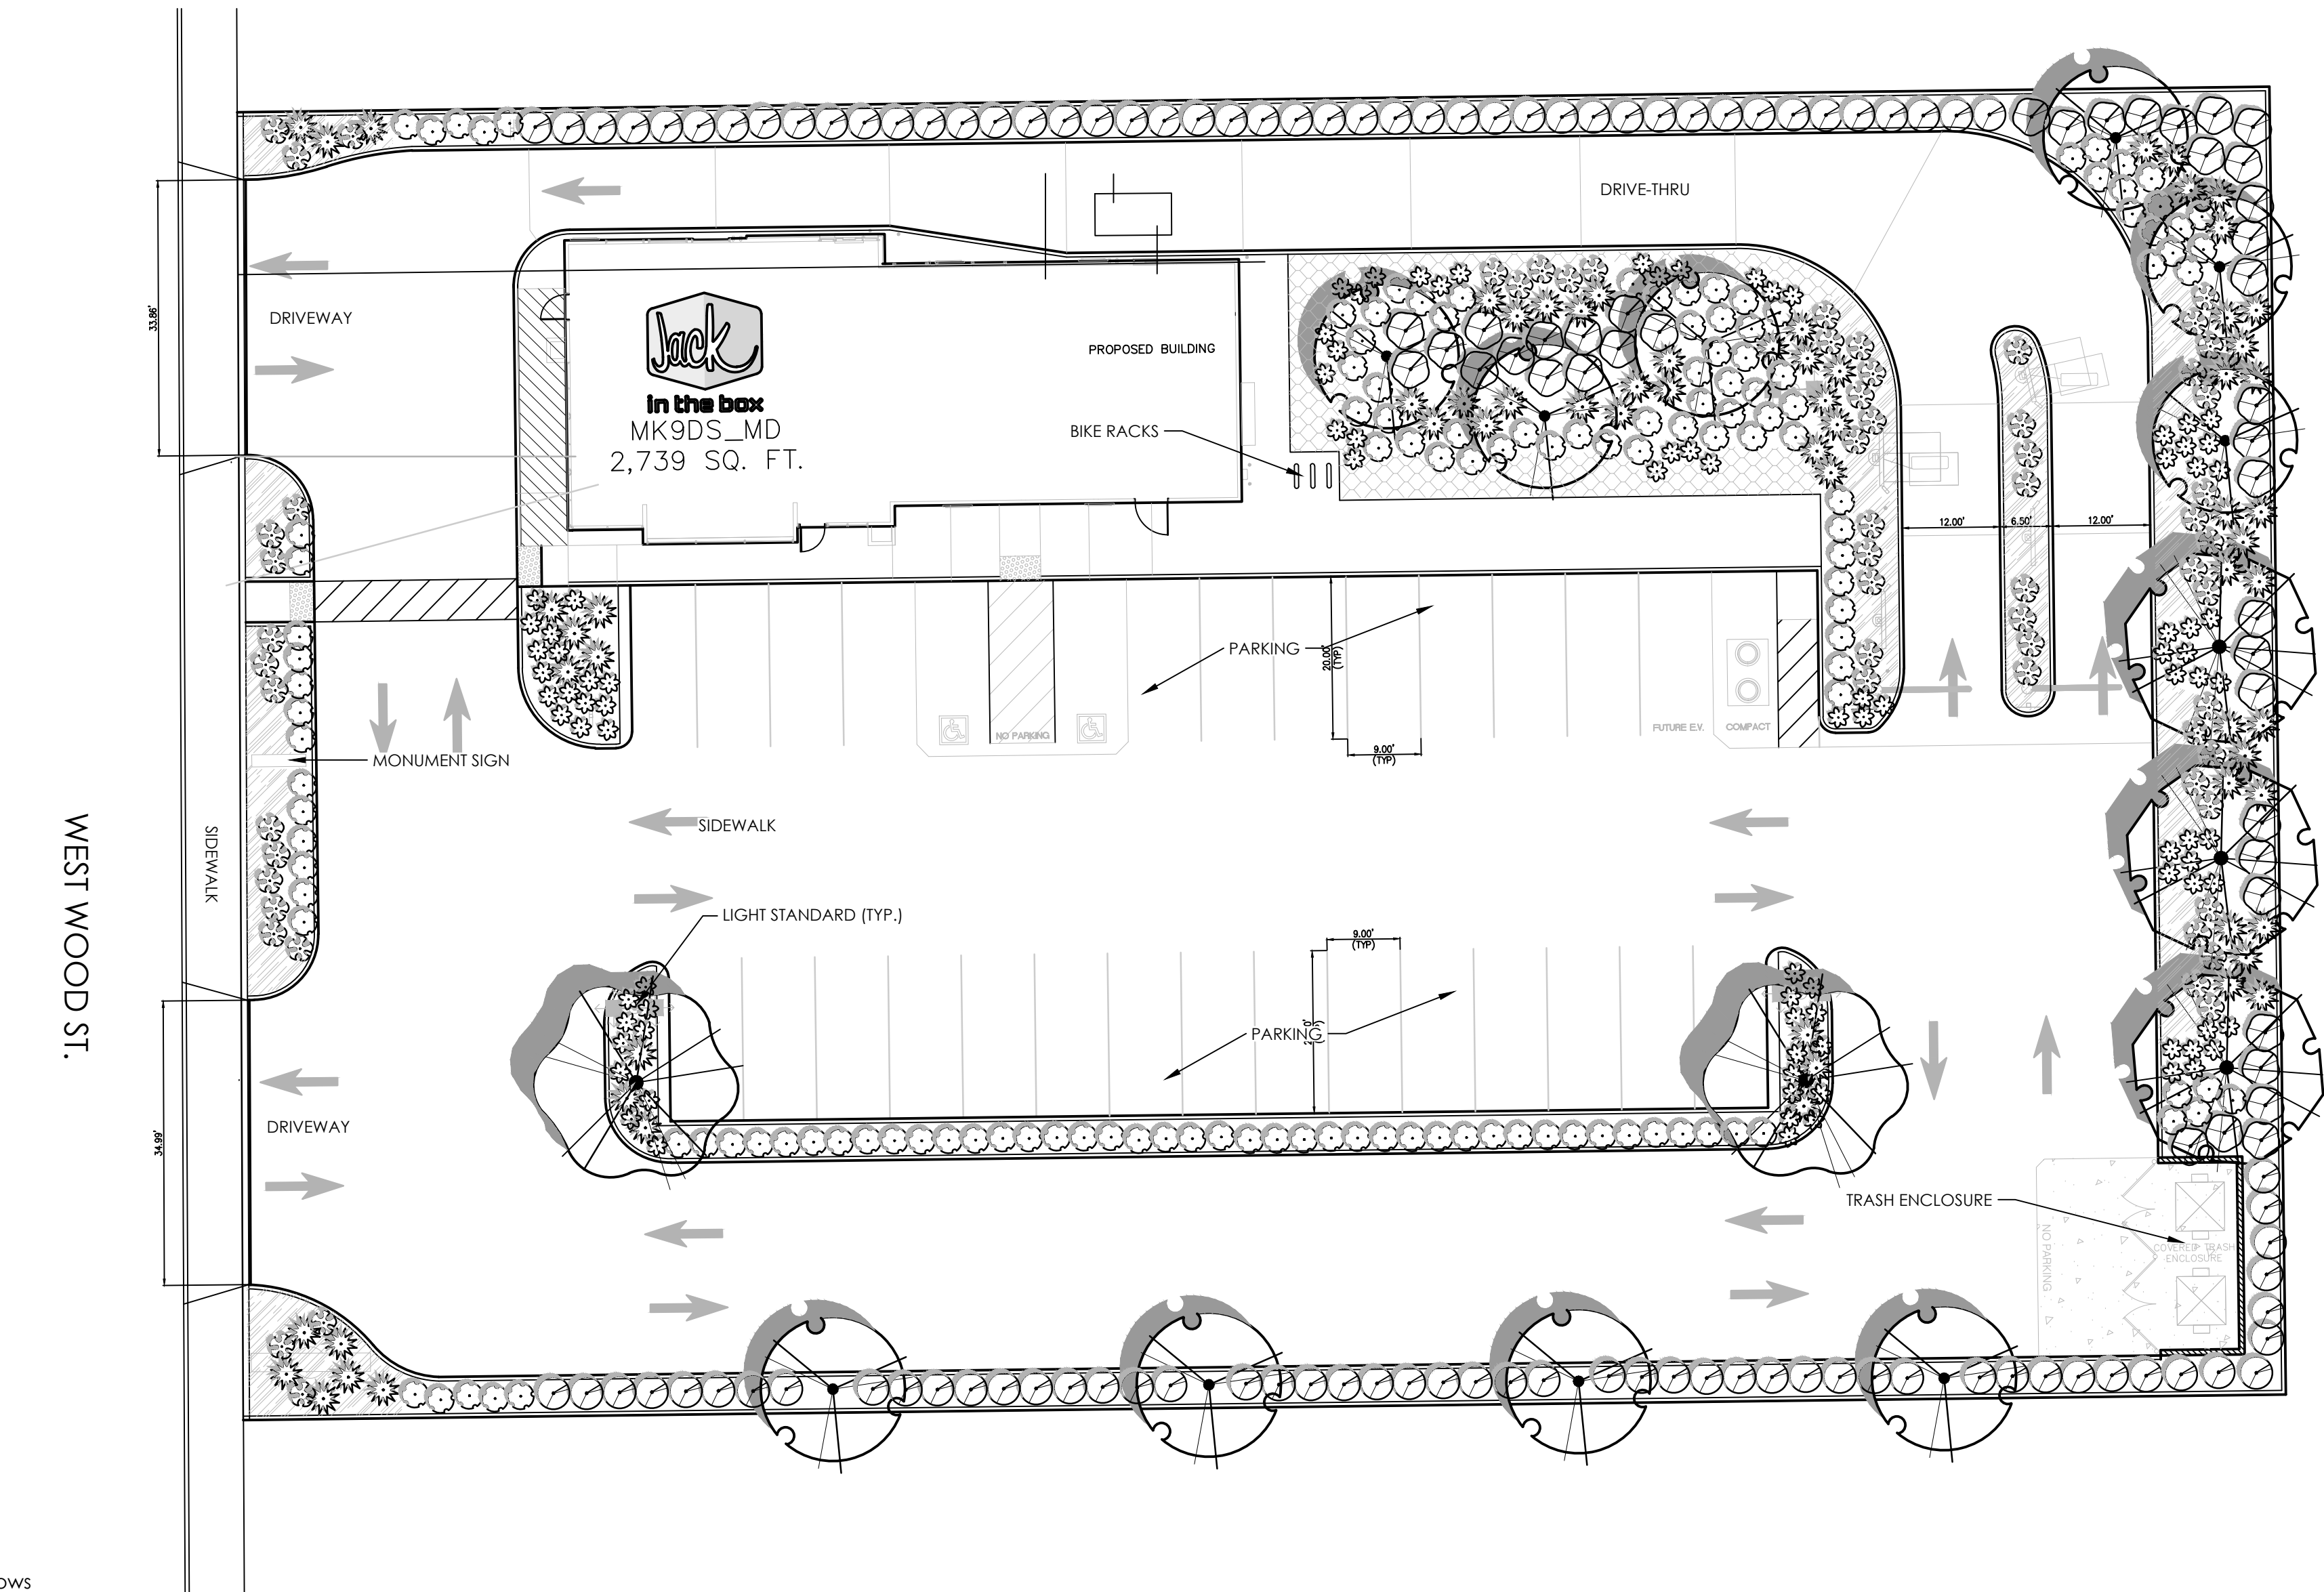 DRIVE-THRU
33.86'
DRIVEWAY
Jack
in the box
MK9DS_MD
2,739 SQ. FT.
PROPOSED BUILDING
BIKE RACKS
12.00'
6.50'
12.00'
PARKING
20.00'
(TYP)
NO PARKING
FUTURE E.V.
COMPACT
9.00'
(TYP)
MONUMENT SIGN
SIDEWALK
SIDEWALK
WEST WOOD ST.
LIGHT STANDARD (TYP.)
9.00'
(TYP)
PARKING
34.99'
DRIVEWAY
TRASH ENCLOSURE
NO PARKING
COVERED TRASH
ENCLOSURE
OWS